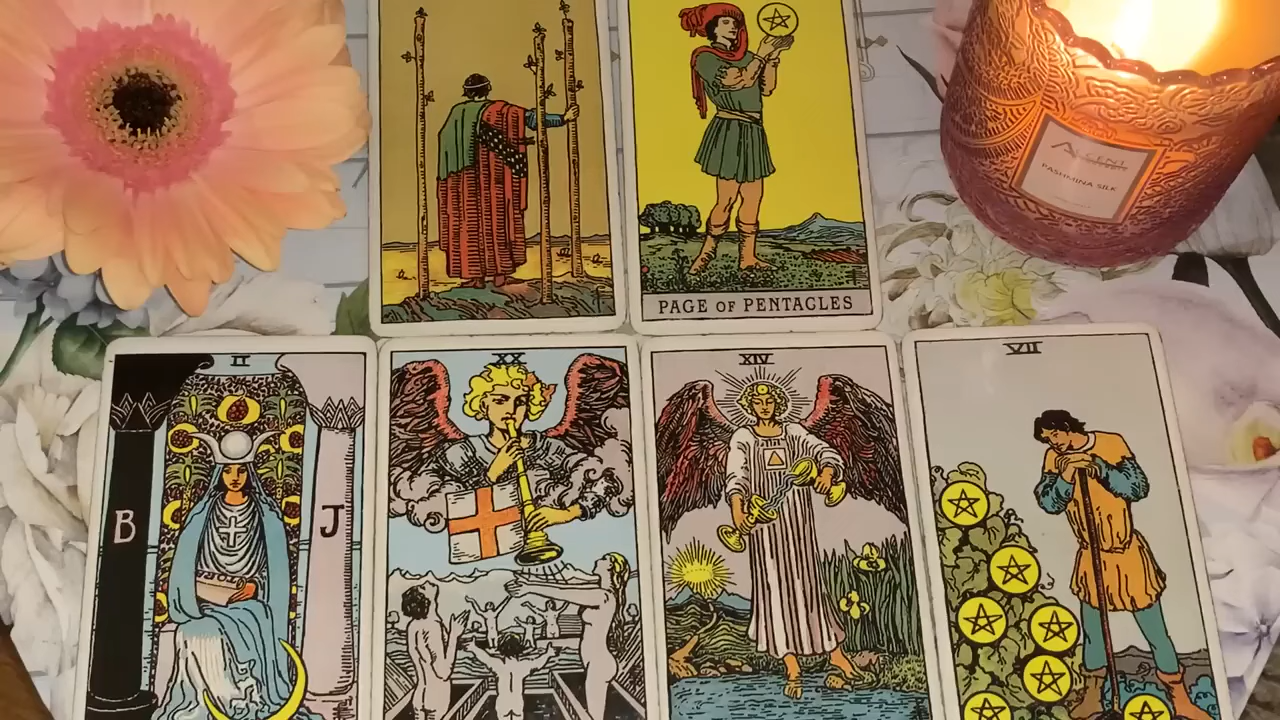 PAGE OF PENTACLES
PASHMINA SILK
II
XX
XIV
VII
B
J